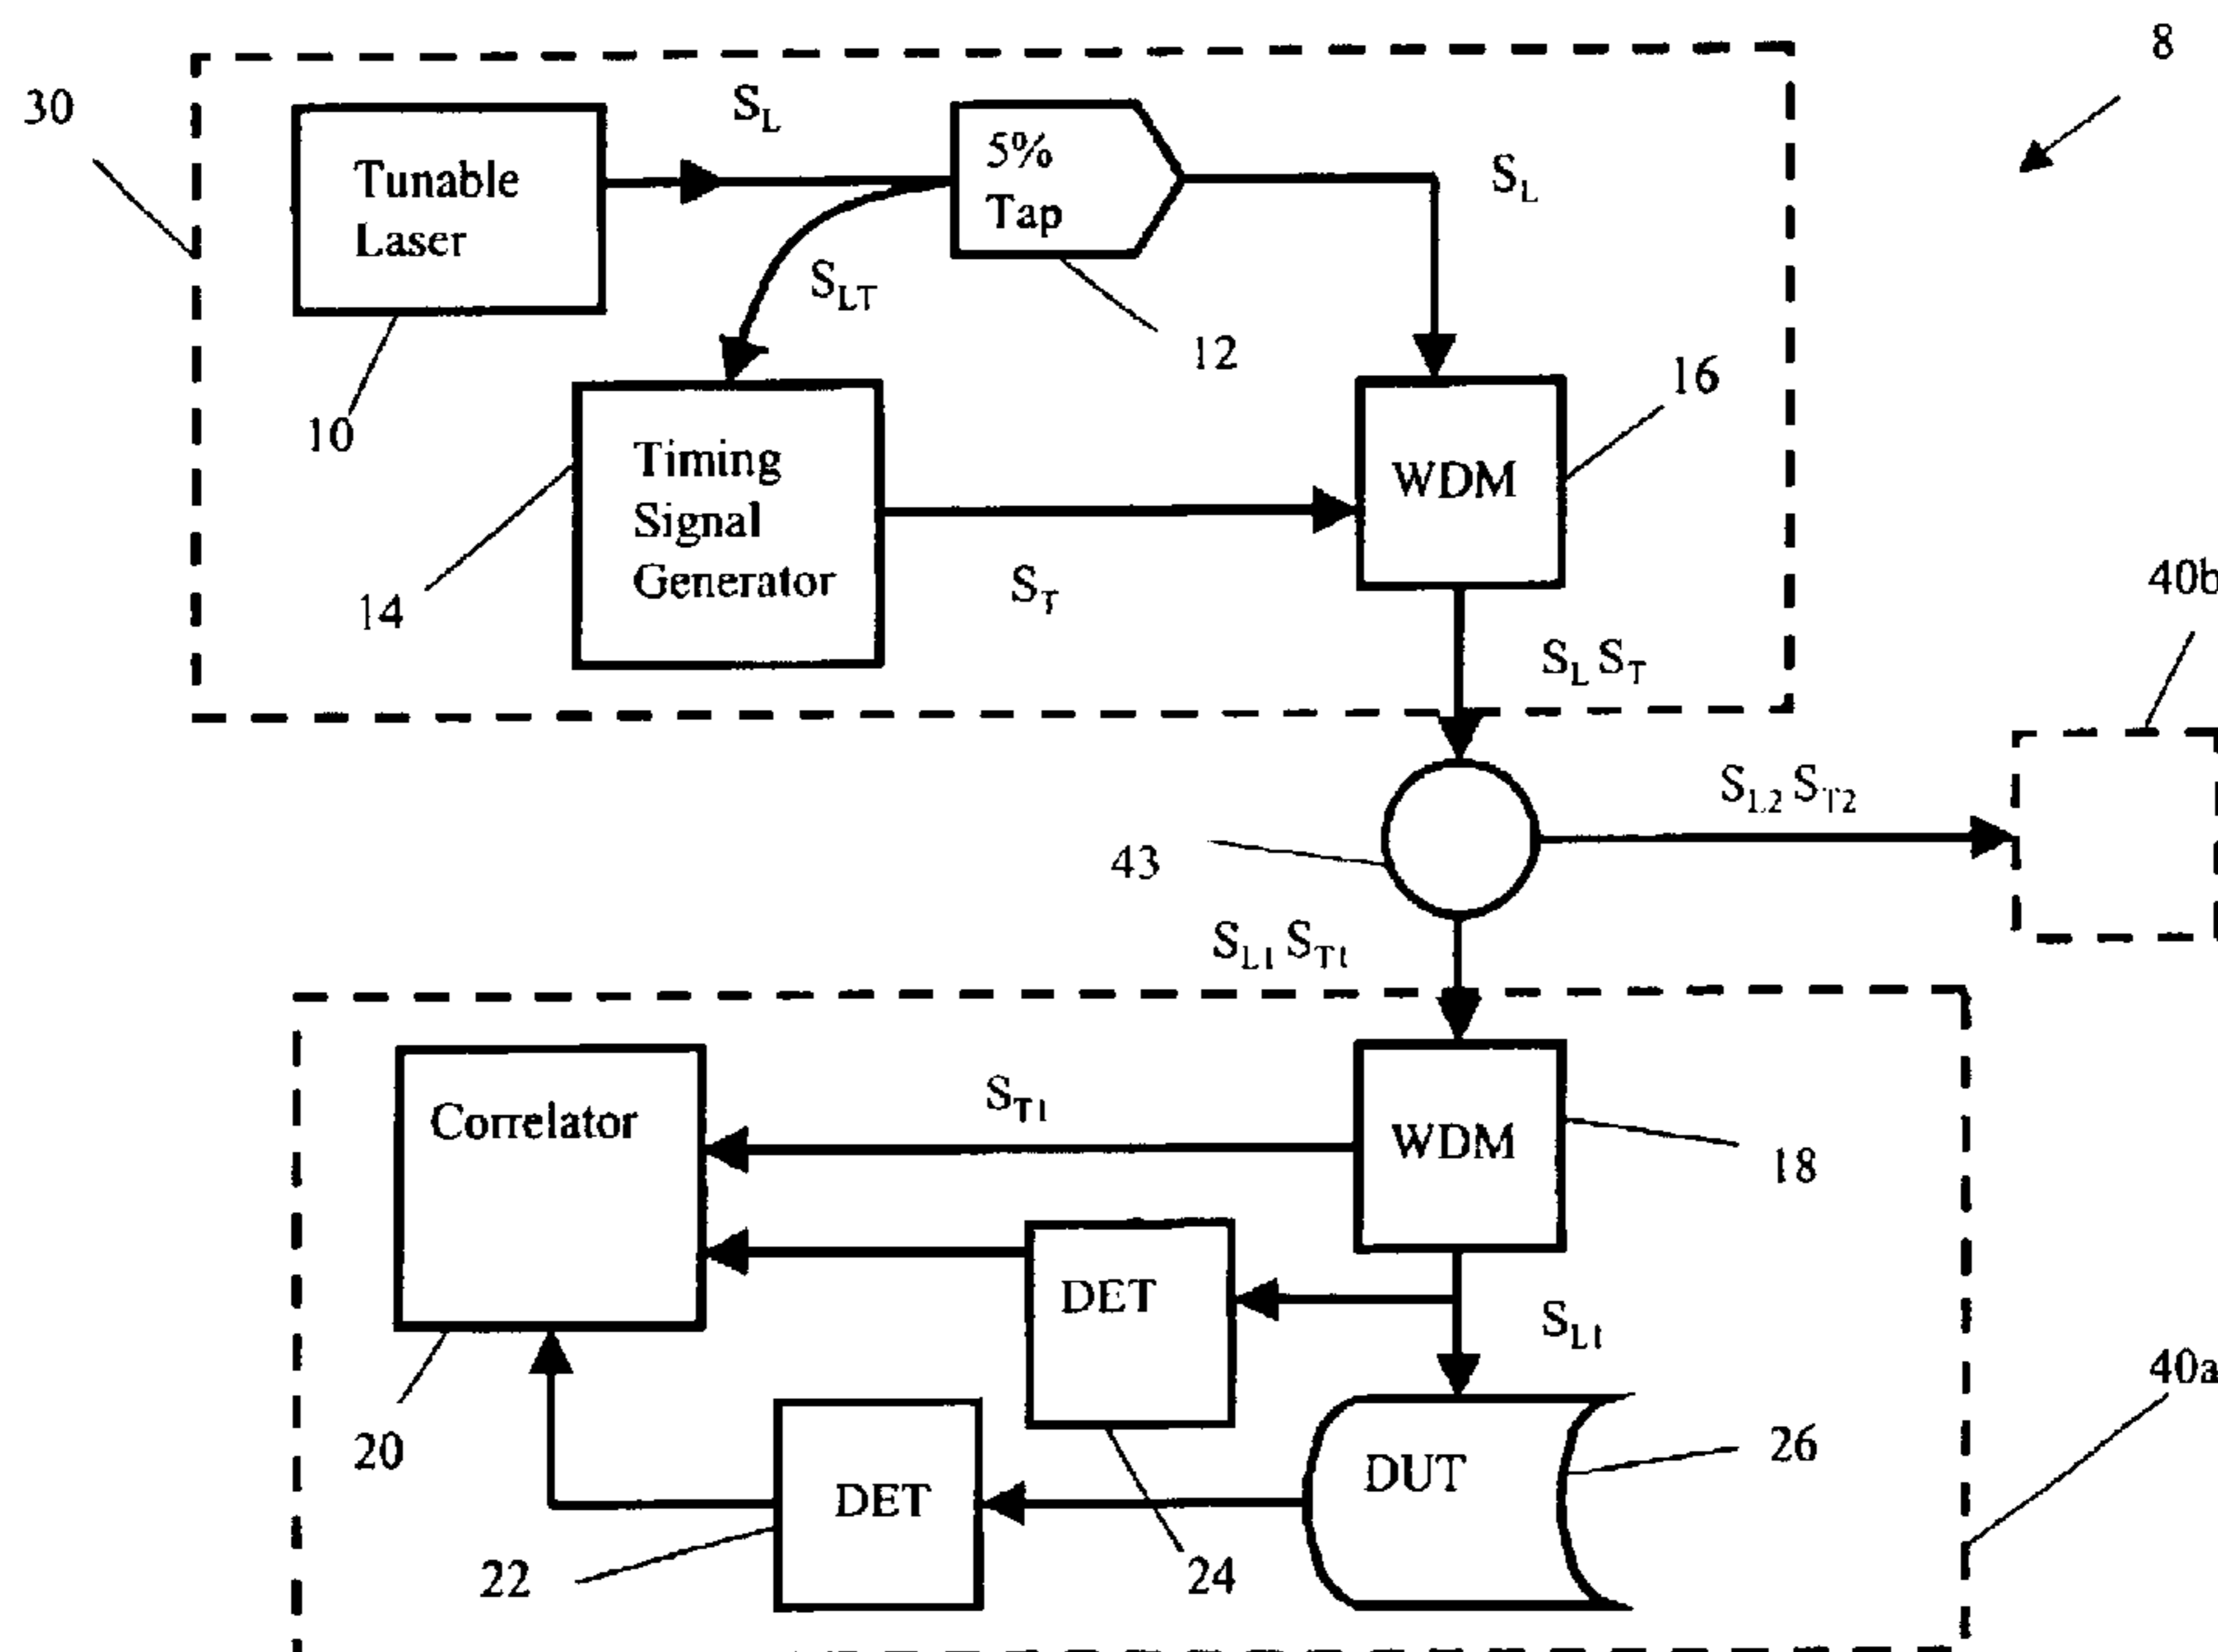 8
30
S_L
Tunable
Laser
5%
Tap
S_L
S_LT
12
16
10
Timing
Signal
Generator
WDM
14
S_T
40b
S_L S_T
S_L2 S_T2
43
S_L1 S_T1
Correlator
S_T1
WDM
18
DET
S_L1
40a
20
DUT
26
DET
22
24